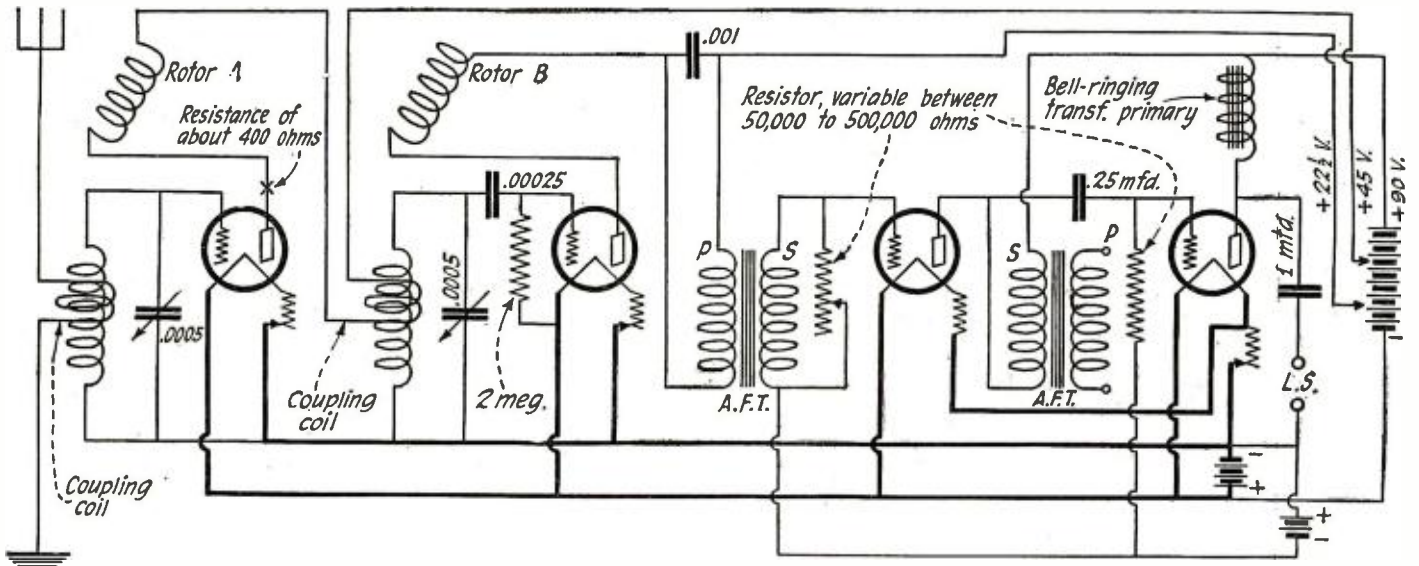 .001
Rotor A
Rotor B
Resistance of
about 400 ohms
Resistor, variable between
50,000 to 500,000 ohms
Bell-ringing
transf. primary
+22½ V.
+45 V.
+90 V.
.00025
.25 mfd.
.0005
.0005
P
S
S
P
1 mfd.
2 meg.
Coupling
coil
A.F.T.
A.F.T.
L.S.
Coupling
coil
-
+
+
-
-